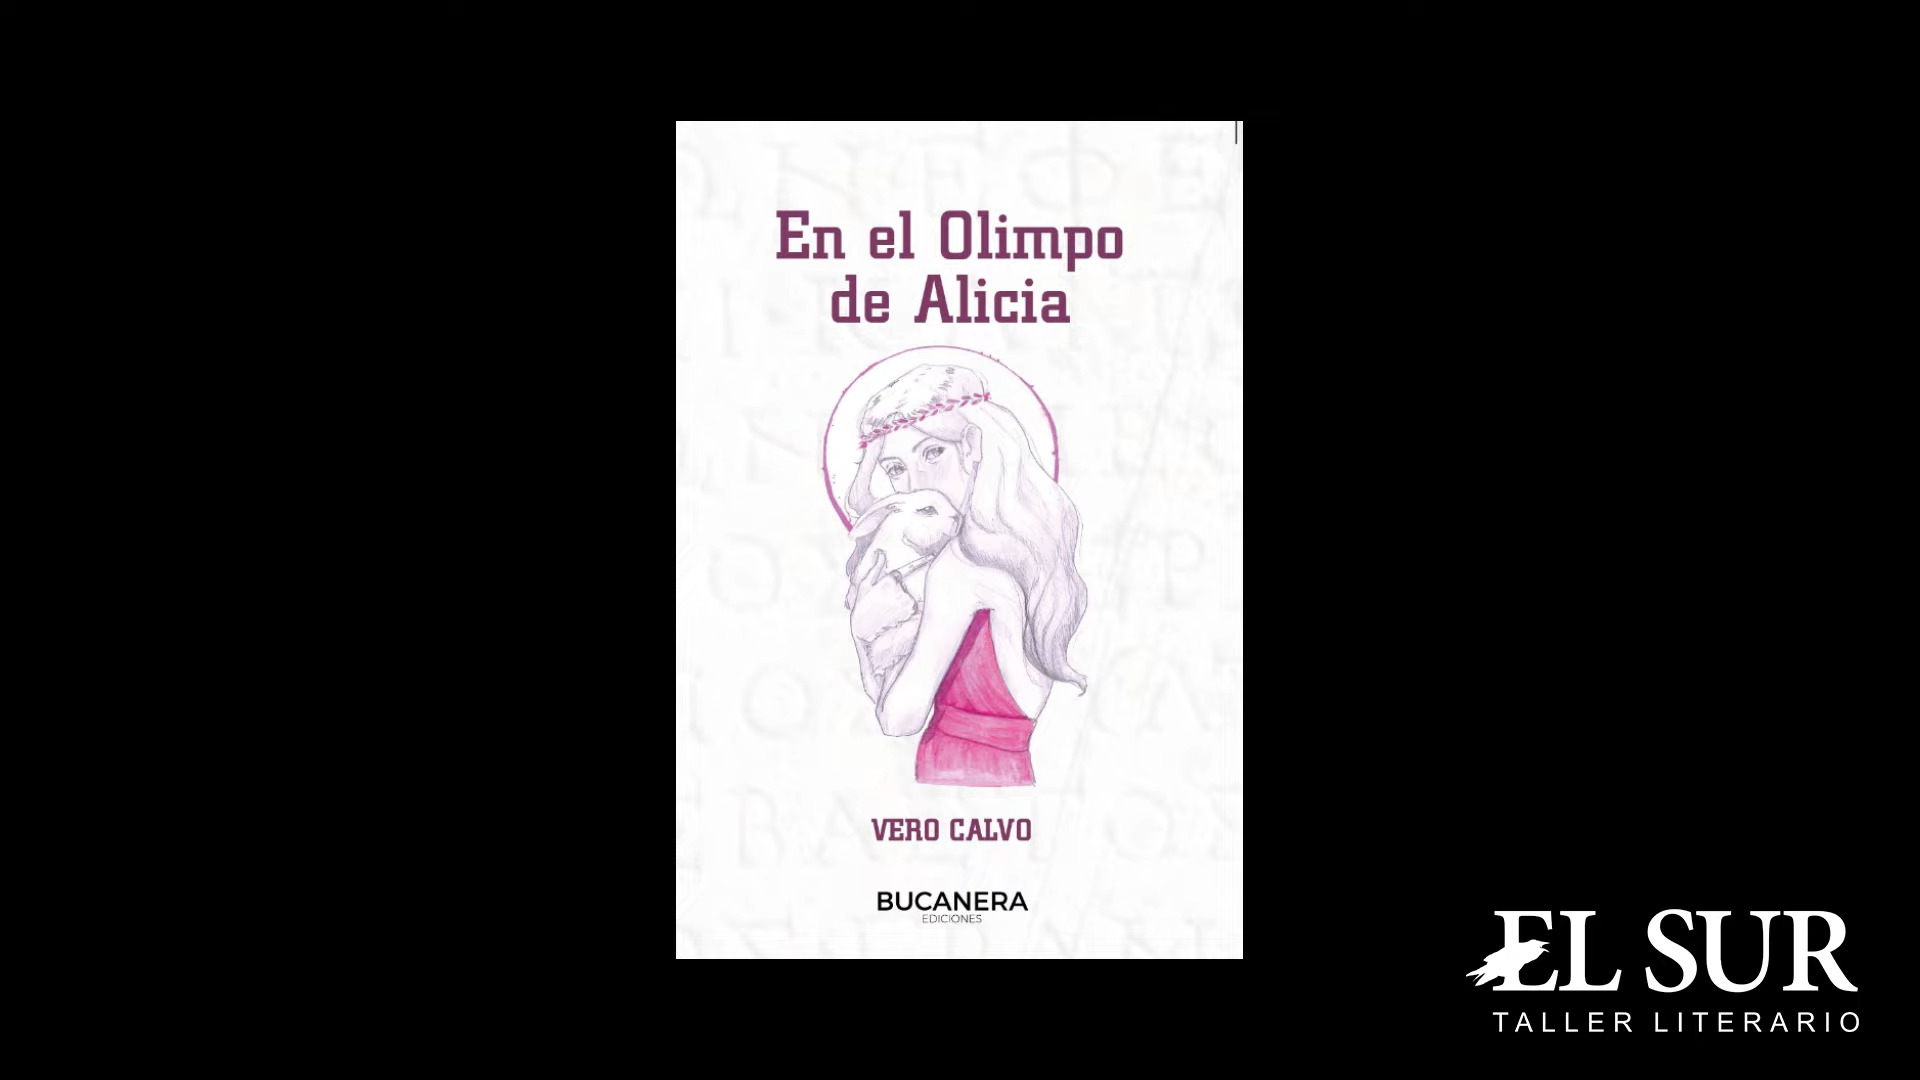 En el Olimpo
de Alicia
VERO CALVO
BUCANERA
EDICIONES
EL SUR
TALLER LITERARIO